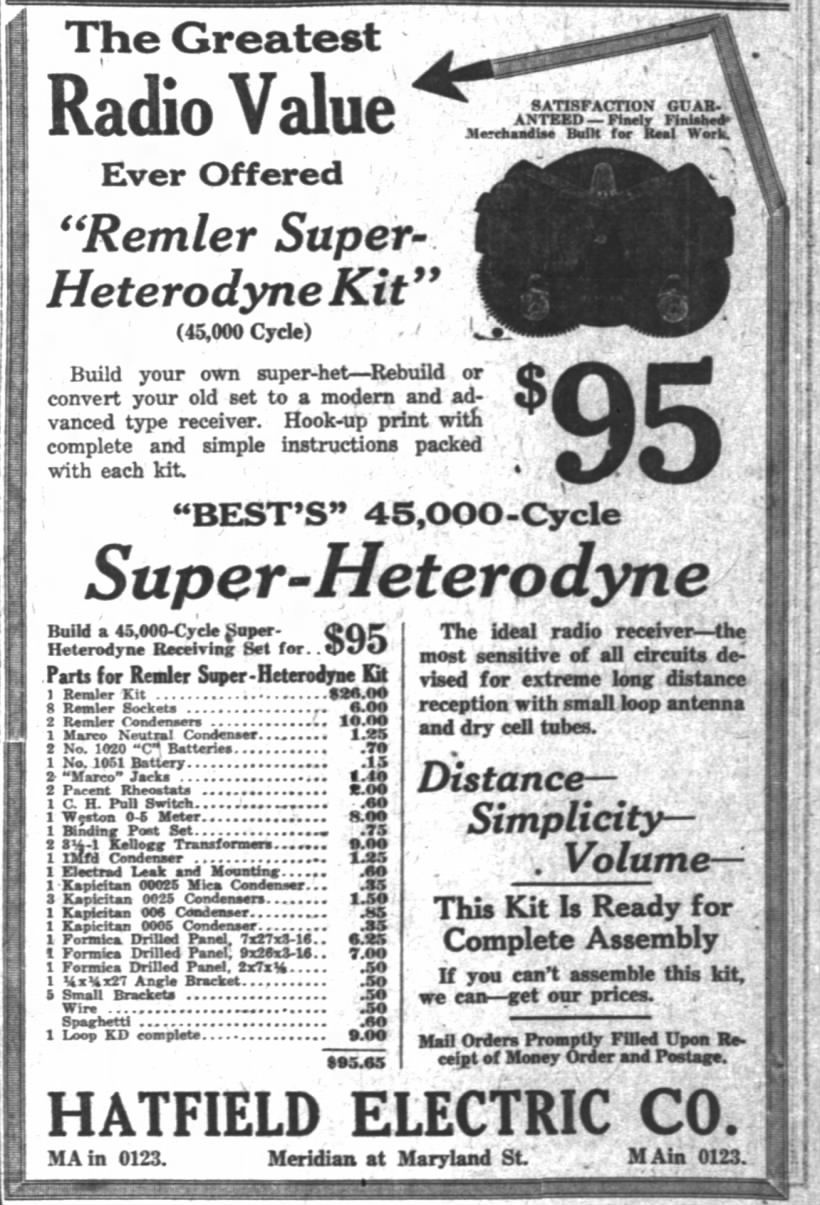 The Greatest
Radio Value
Ever Offered
"Remler Super-
Heterodyne Kit"
(45,000 Cycle)
SATISFACTION GUAR-
ANTEED — Finely Finished
Merchandise Built for Real Work.
Build your own super-het—Rebuild or
convert your old set to a modern and ad-
vanced type receiver. Hook-up print with
complete and simple instructions packed
with each kit.
$95
"BEST'S" 45,000-Cycle
Super-Heterodyne
Build a 45,000-Cycle Super-
Heterodyne Receiving Set for.. $95
Parts for Remler Super-Heterodyne Kit
1 Remler Kit ........................ $26.00
8 Remler Sockets .................... 6.00
2 Remler Condensers ................. 10.00
1 Marco Neutral Condenser.......... 1.25
2 No. 1020 "C" Batteries............. .70
1 No. 1051 Battery.................... .15
2 "Marco" Jacks ..................... 1.40
2 Pacent Rheostats .................. 2.00
1 C. H. Pull Switch................... .60
1 Weston 0-5 Meter................... 8.00
1 Binding Post Set.................... .75
2 3½-1 Kellogg Transformers....... 9.00
1 1Mfd Condenser .................... 1.25
1 Electrad Leak and Mounting...... .60
1 Kapicitan 00025 Mica Condenser... .35
3 Kapicitan 0025 Condensers........ 1.50
1 Kapicitan 006 Condenser.......... .85
1 Kapicitan 0005 Condenser......... .35
1 Formica Drilled Panel, 7x27x3-16.. 6.25
1 Formica Drilled Panel, 9x26x3-16.. 7.00
1 Formica Drilled Panel, 2x7x⅛..... .50
1 ¼x¼x27 Angle Bracket............ .50
5 Small Brackets .................... .50
Wire ................................. .50
Spaghetti ............................ .60
1 Loop KD complete.................. 9.00
$95.65
The ideal radio receiver—the
most sensitive of all circuits de-
vised for extreme long distance
reception with small loop antenna
and dry cell tubes.
Distance—
Simplicity—
Volume—
This Kit Is Ready for
Complete Assembly
If you can't assemble this kit,
we can—get our prices.
Mail Orders Promptly Filled Upon Re-
ceipt of Money Order and Postage.
HATFIELD ELECTRIC CO.
MAin 0123. Meridian at Maryland St. MAin 0123.